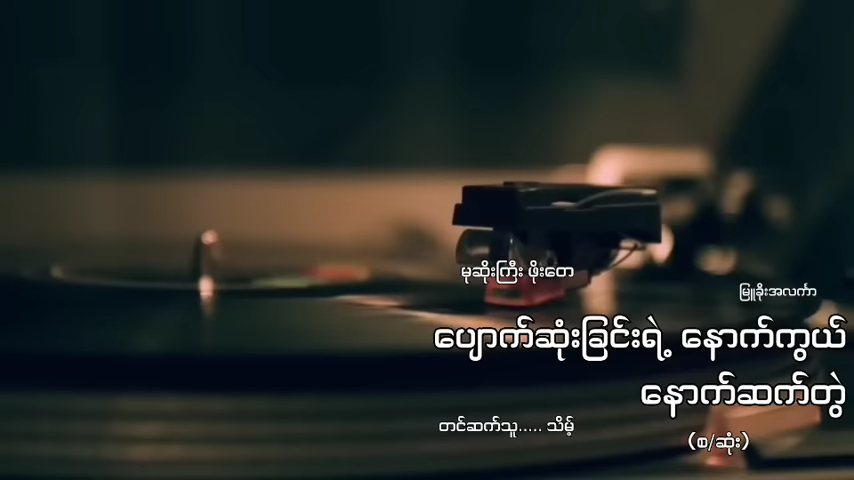 မုဆိုးကြီး ဖိုးတေ
မြူခိုးအလင်္ကာ
ပျောက်ဆုံးခြင်းရဲ့ နောက်ကွယ်
နောက်ဆက်တွဲ
တင်ဆက်သူ..... သိမ့်
(စ/ဆုံး)